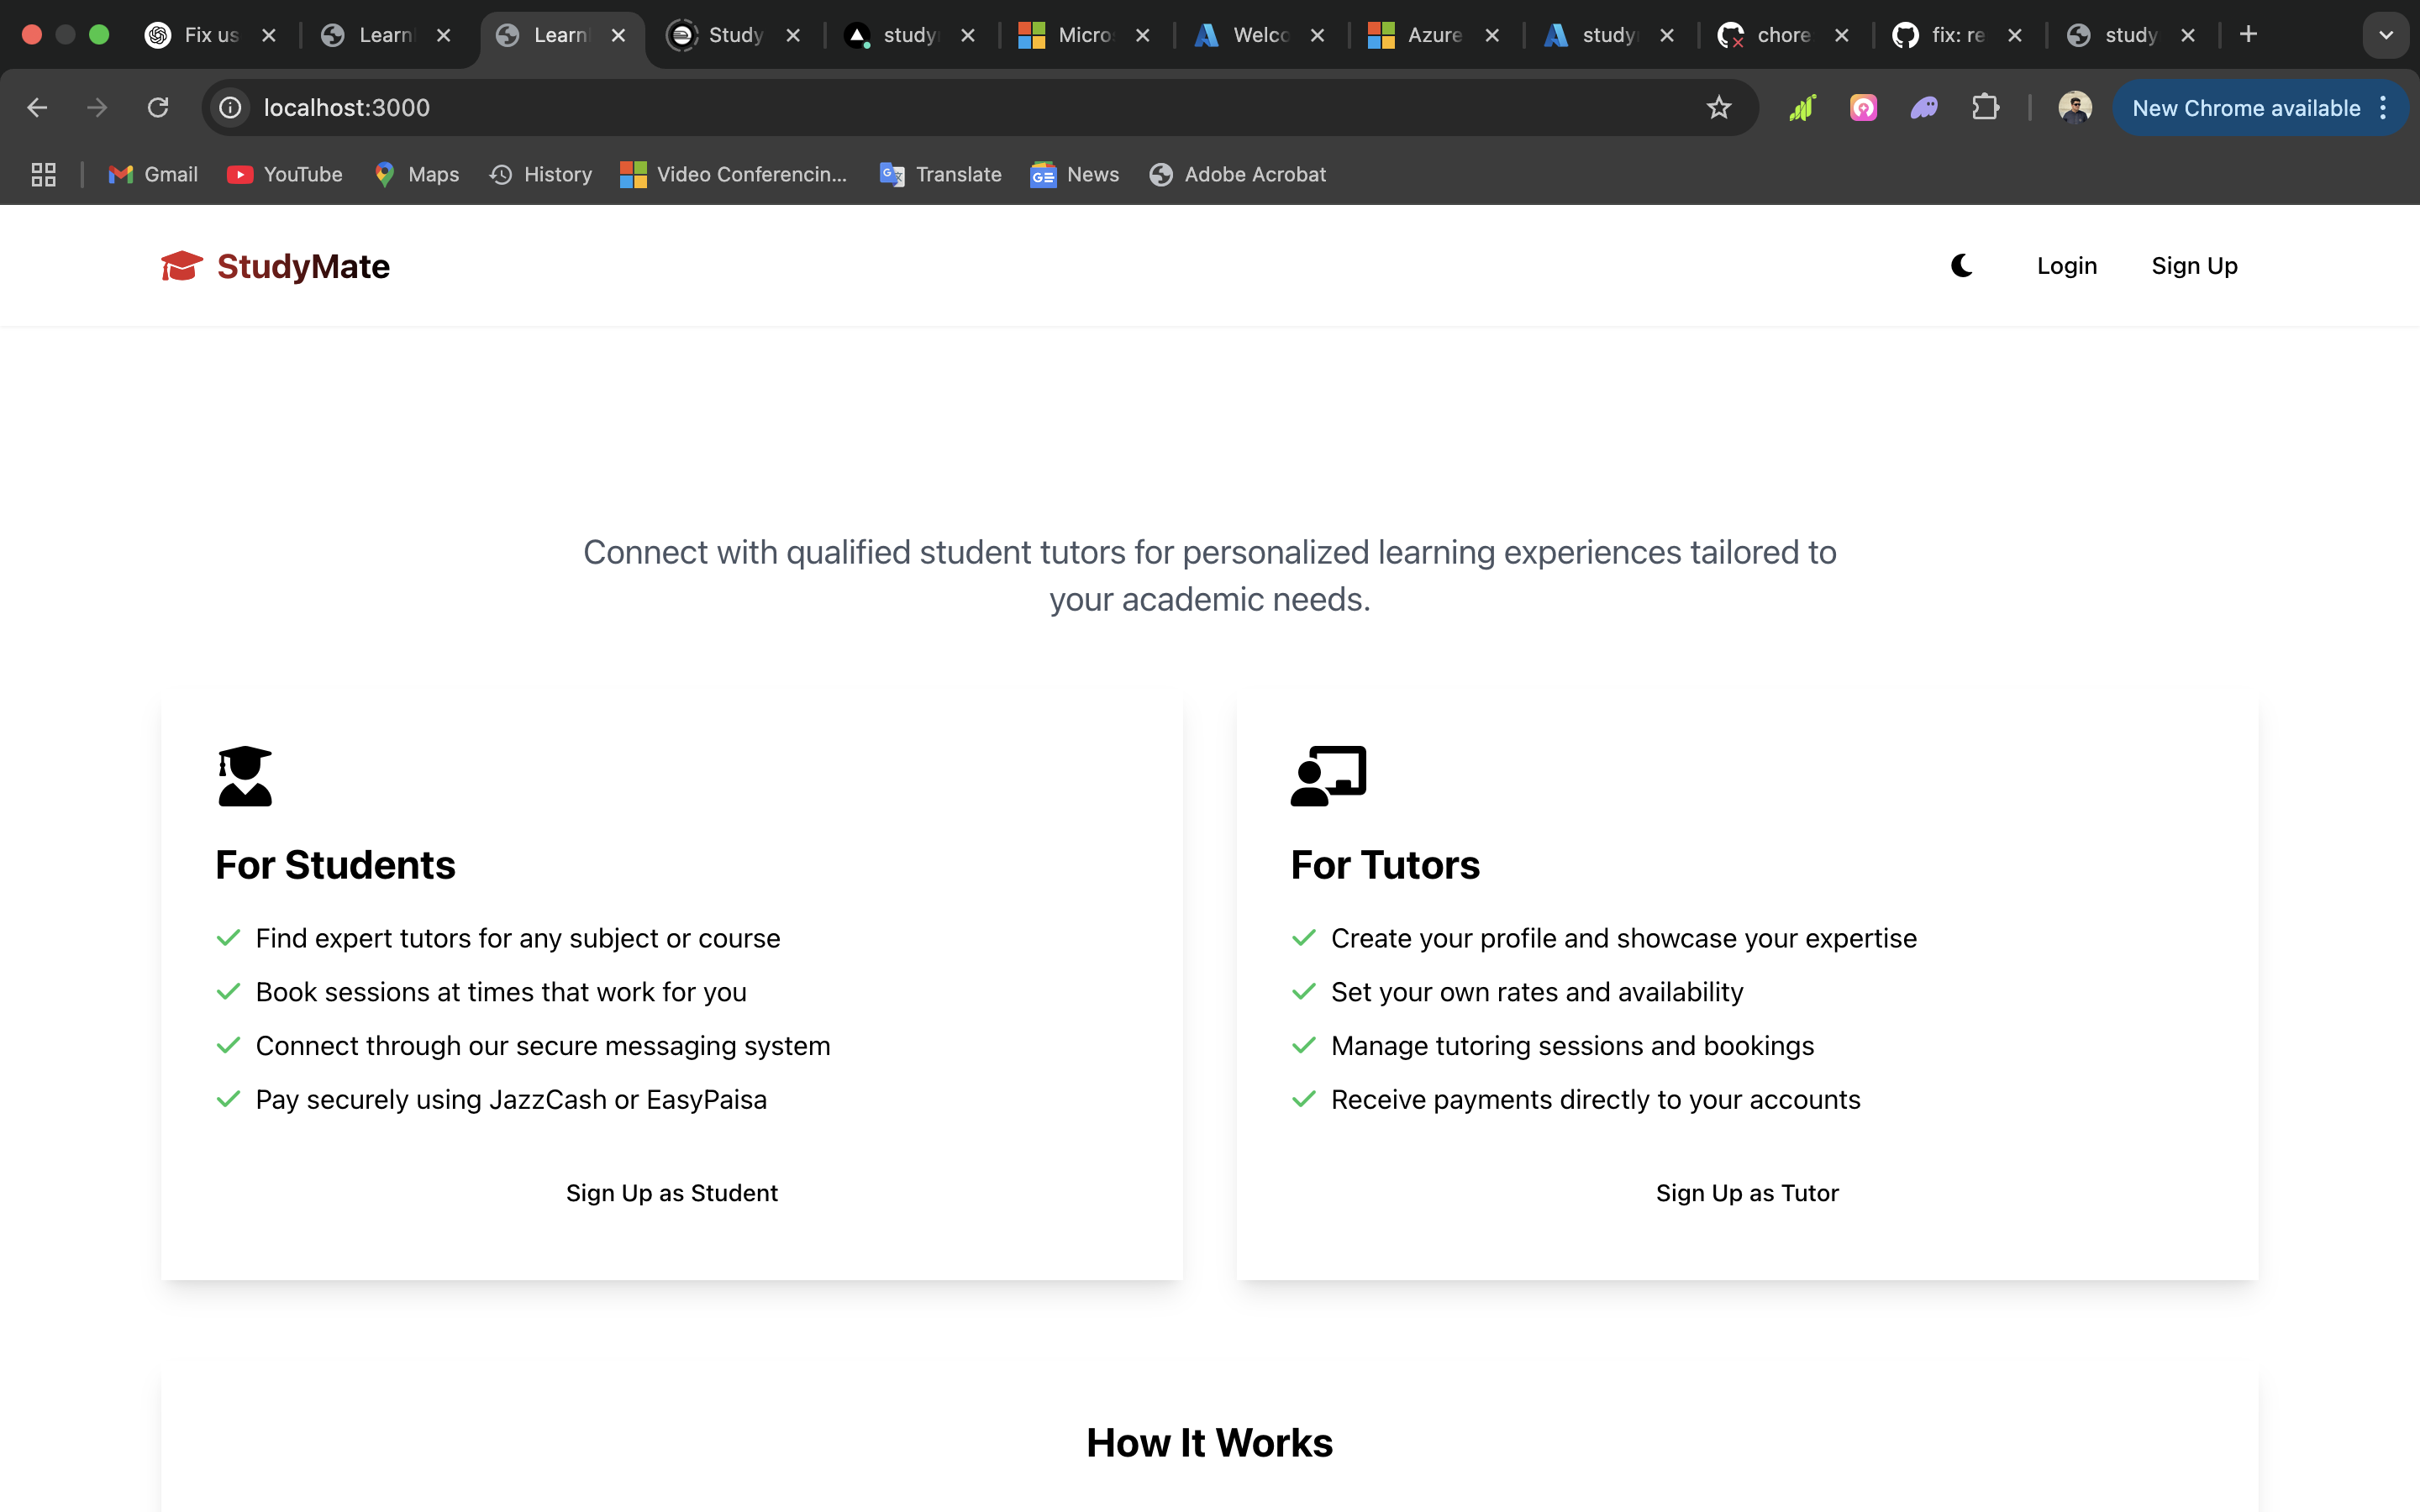 Fix us
Learn
Learn
Study
study
Micro
Welco
Azure
study
chore
fix: re
study
localhost:3000
New Chrome available
Gmail
YouTube
Maps
History
Video Conferencin...
Translate
News
Adobe Acrobat
StudyMate
Login
Sign Up
Connect with qualified student tutors for personalized learning experiences tailored to
your academic needs.
For Students
Find expert tutors for any subject or course
Book sessions at times that work for you
Connect through our secure messaging system
Pay securely using JazzCash or EasyPaisa
Sign Up as Student
For Tutors
Create your profile and showcase your expertise
Set your own rates and availability
Manage tutoring sessions and bookings
Receive payments directly to your accounts
Sign Up as Tutor
How It Works